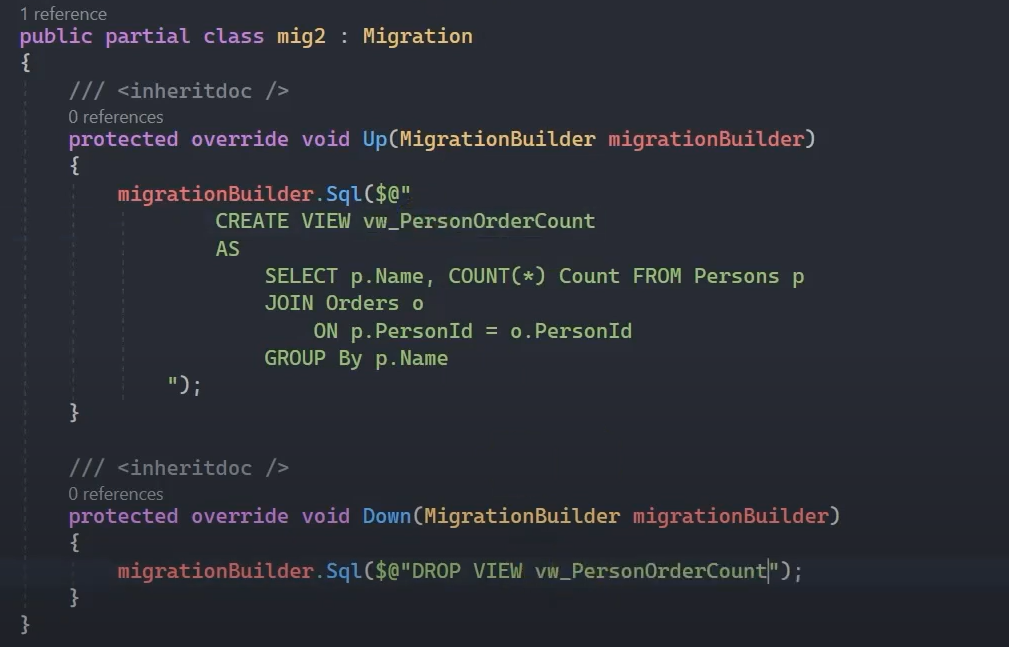 1 reference
public partial class mig2 : Migration
{
/// <inheritdoc />
0 references
protected override void Up(MigrationBuilder migrationBuilder)
{
migrationBuilder.Sql($@"
CREATE VIEW vw_PersonOrderCount
AS
SELECT p.Name, COUNT(*) Count FROM Persons p
JOIN Orders o
ON p.PersonId = o.PersonId
GROUP By p.Name
");
}
/// <inheritdoc />
0 references
protected override void Down(MigrationBuilder migrationBuilder)
{
migrationBuilder.Sql($@"DROP VIEW vw_PersonOrderCount");
}
}